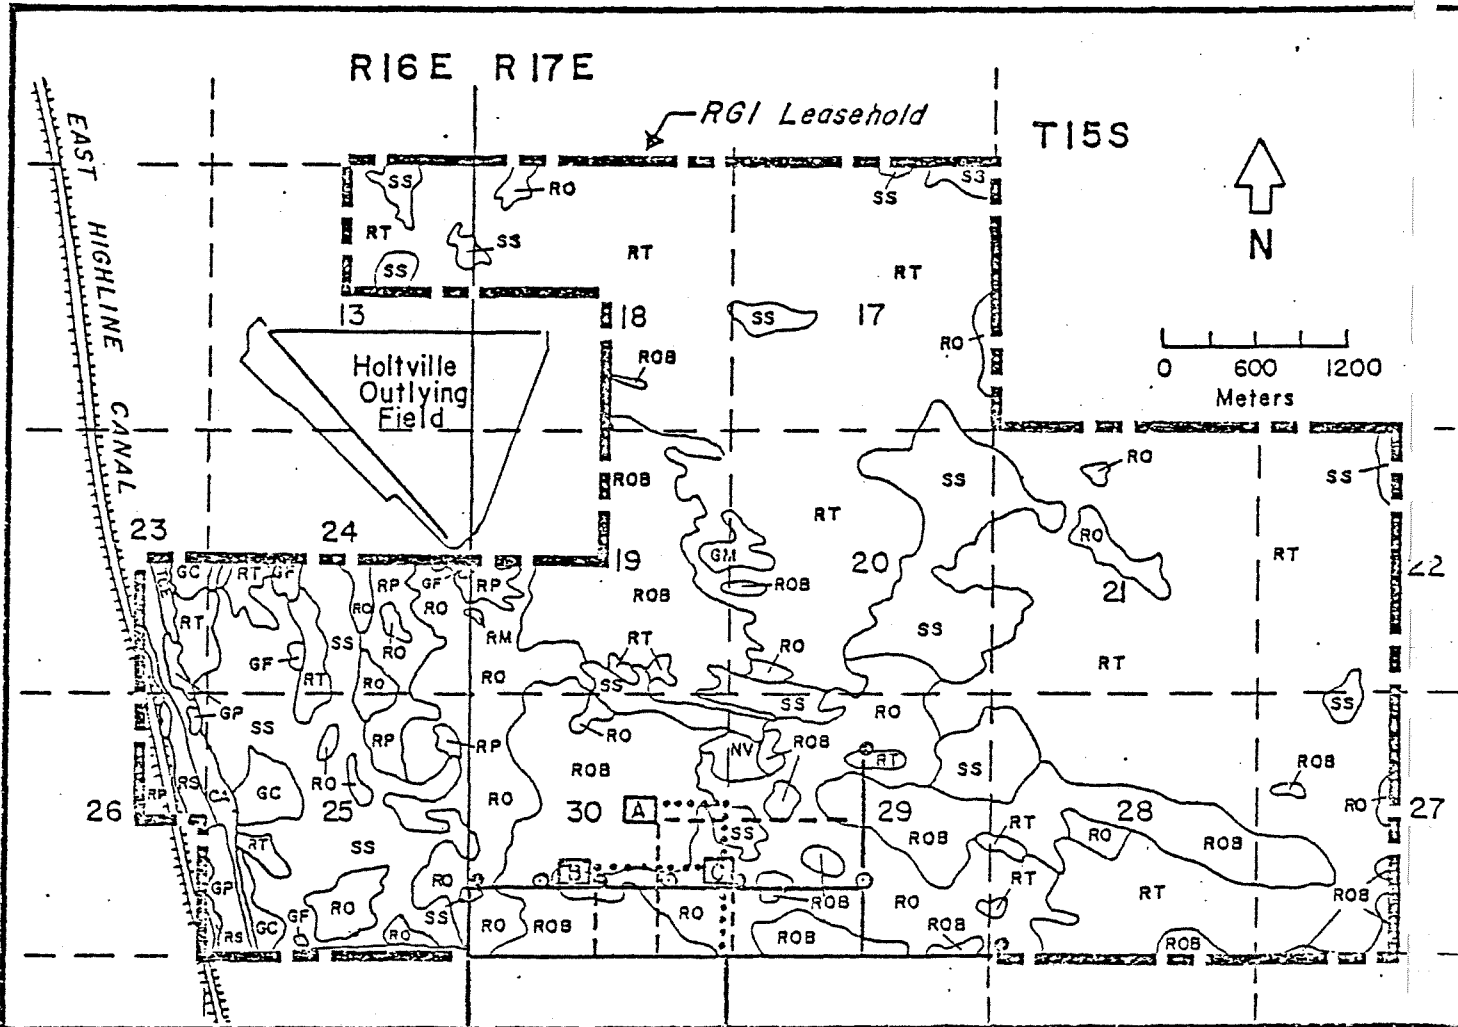 R16E R17E
RGI Leasehold
T15S
EAST HIGHLINE CANAL
SS
RO
SS
S3
RT
SS
RT
RT
N
SS
13
18
SS
17
RO
0 600 1200
Meters
ROB
Holtville
Outlying
Field
RO
SS
SS
ROB
RT
23
24
RO
GM
19
20
RT
22
GC
RT
GF
RP
GF
RP
ROB
ROB
21
RO
RO
RT
SS
RM
SS
RT
RO
RO
GF
RT
RO
RO
SS
RT
SS
SS
GP
SS
RO
RO
RP
RP
NV
ROB
RT
ROB
SS
ROB
RS
GC
RO
RO
RO
26
25
30
A
29
28
27
SS
RT
RO
ROB
ROB
RT
SS
B
C
RO
GP
RT
RT
ROB
RO
ROB
RO
GF
SS
RO
RO
GC
RS
RO
ROB
ROB
ROB
ROB